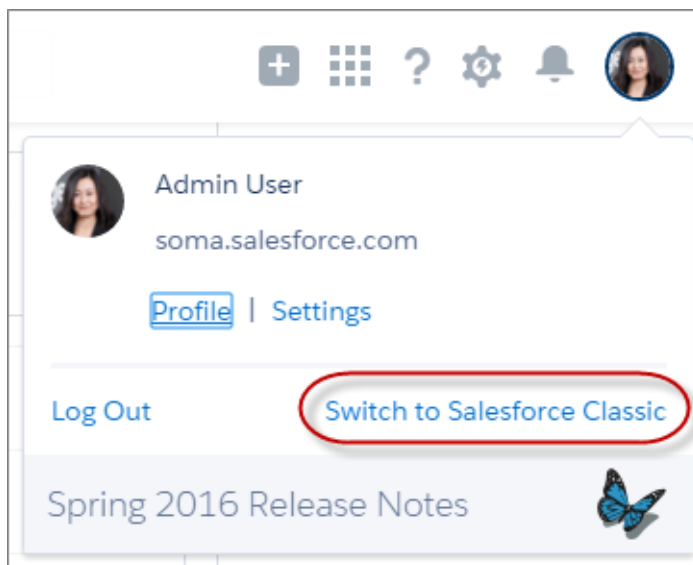 Admin User
soma.salesforce.com
Profile | Settings
Log Out Switch to Salesforce Classic
Spring 2016 Release Notes